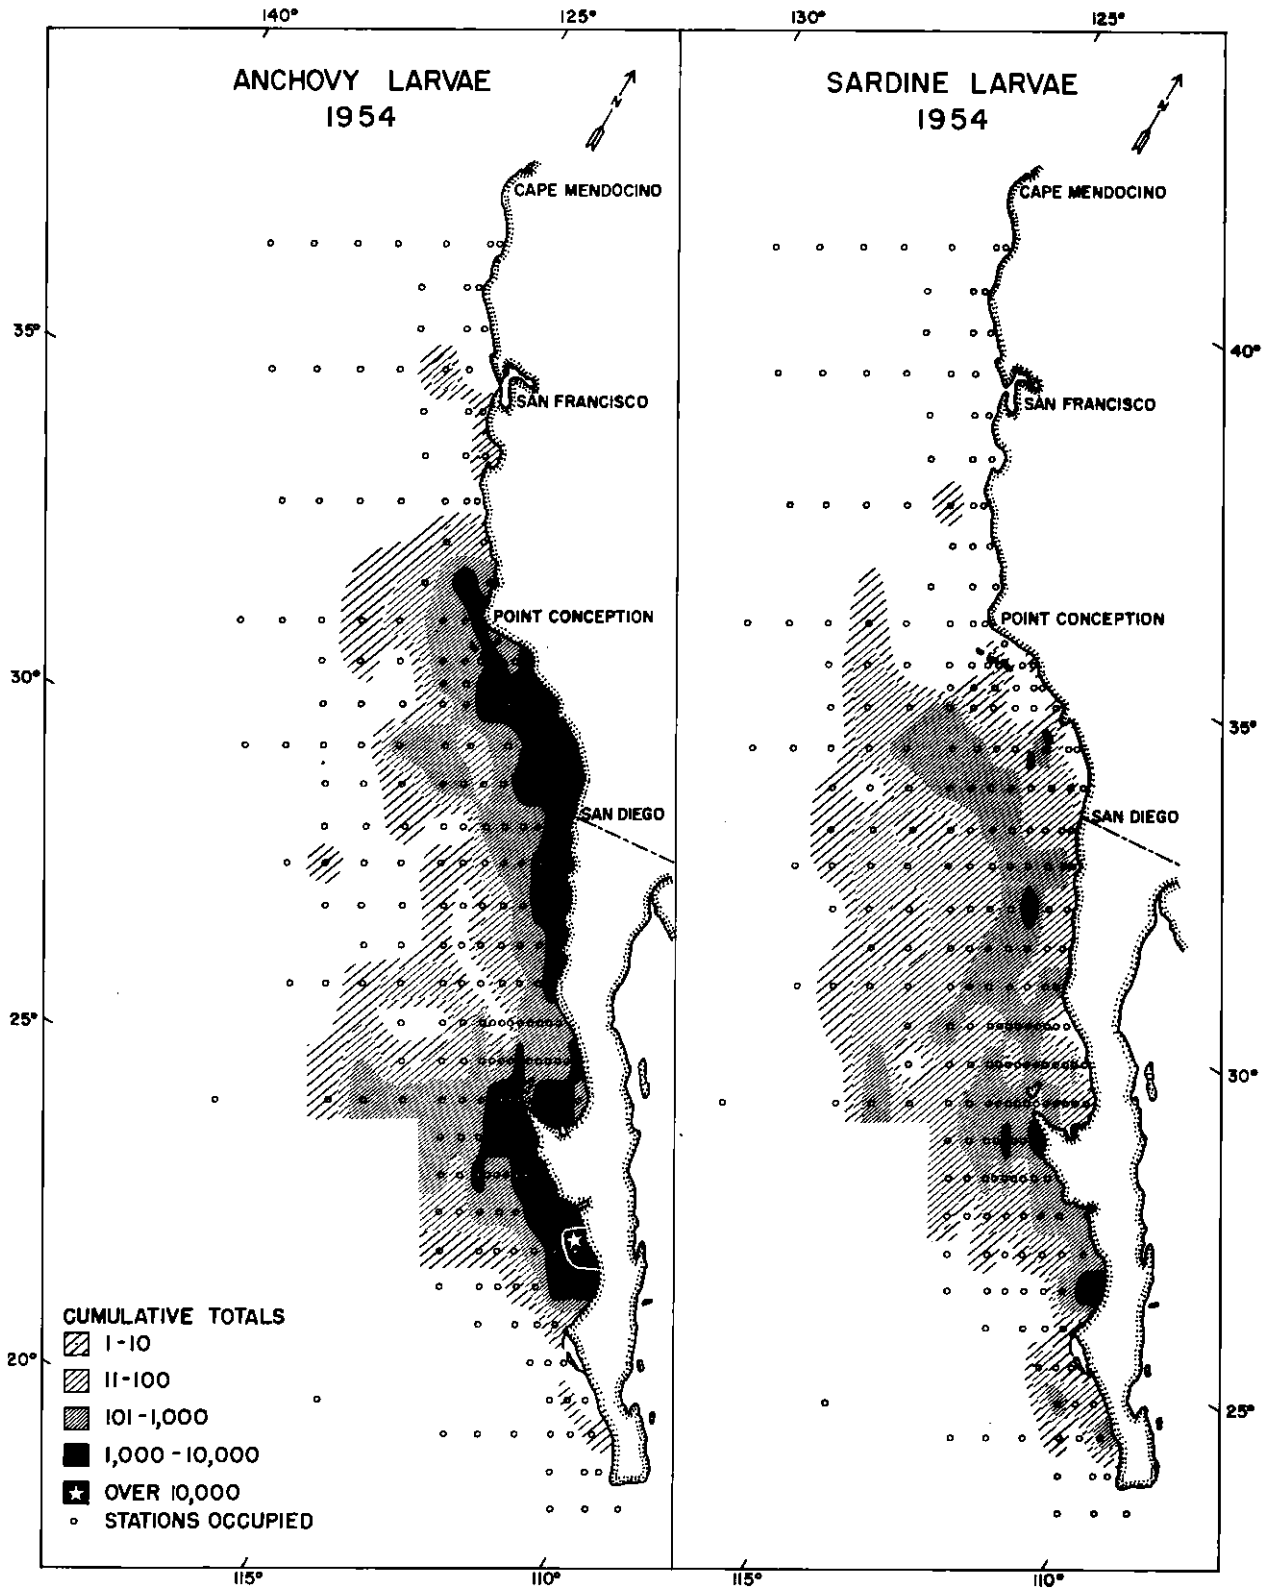 140°
125°
130°
125°
ANCHOVY LARVAE
1954
SARDINE LARVAE
1954
N
N
CAPE MENDOCINO
CAPE MENDOCINO
35°
40°
SAN FRANCISCO
SAN FRANCISCO
POINT CONCEPTION
POINT CONCEPTION
30°
35°
SAN DIEGO
SAN DIEGO
25°
30°
CUMULATIVE TOTALS
1-10
11-100
101-1,000
1,000-10,000
OVER 10,000
STATIONS OCCUPIED
20°
25°
115°
110°
115°
110°